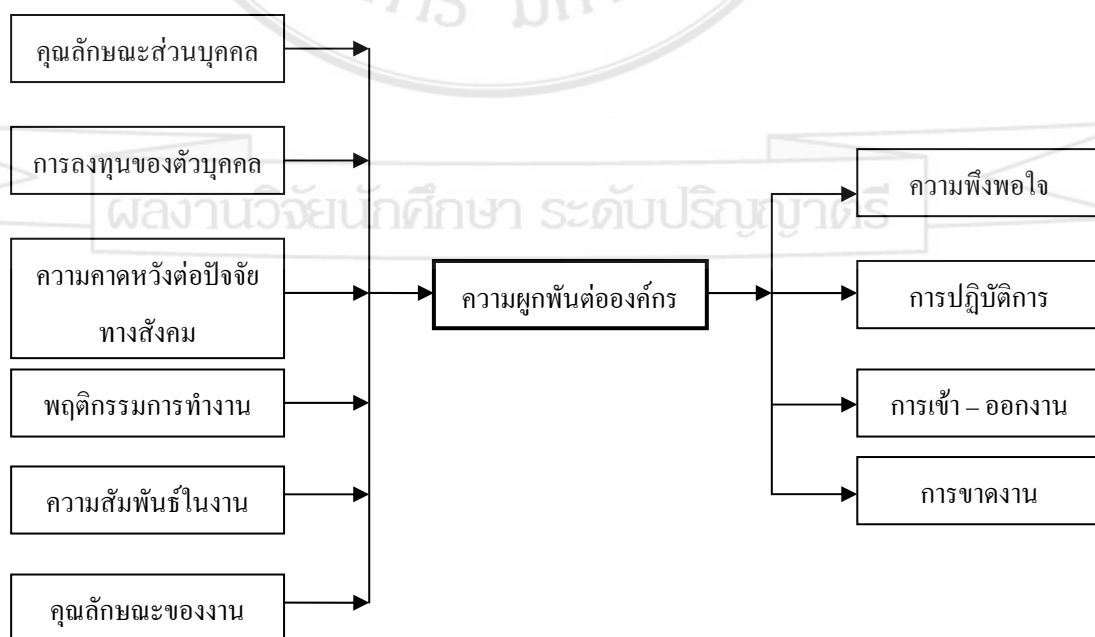 คุณลักษณะส่วนบุคคล
การลงทุนของตัวบุคคล
ความคาดหวังต่อปัจจัย
ทางสังคม
พฤติกรรมการทำงาน
ความสัมพันธ์ในงาน
คุณลักษณะของงาน
ความผูกพันต่อองค์กร
ความพึงพอใจ
การปฏิบัติการ
การเข้า – ออกงาน
การขาดงาน
ผลงานวิจัยนักศึกษา ระดับปริญญาตรี